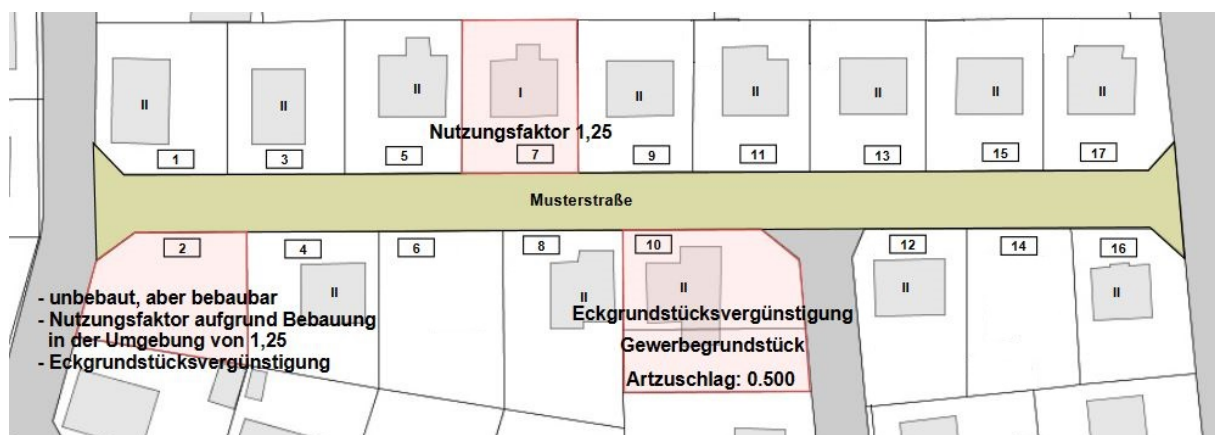 II
II
II
I
II
II
II
II
II
Nutzungsfaktor 1,25
1
3
5
7
9
11
13
15
17
Musterstraße
2
4
6
8
10
12
14
16
II
II
II
II
II
- unbebaut, aber bebaubar
- Nutzungsfaktor aufgrund Bebauung
in der Umgebung von 1,25
- Eckgrundstücksvergünstigung
Eckgrundstücksvergünstigung
Gewerbegrundstück
Artzuschlag: 0.500